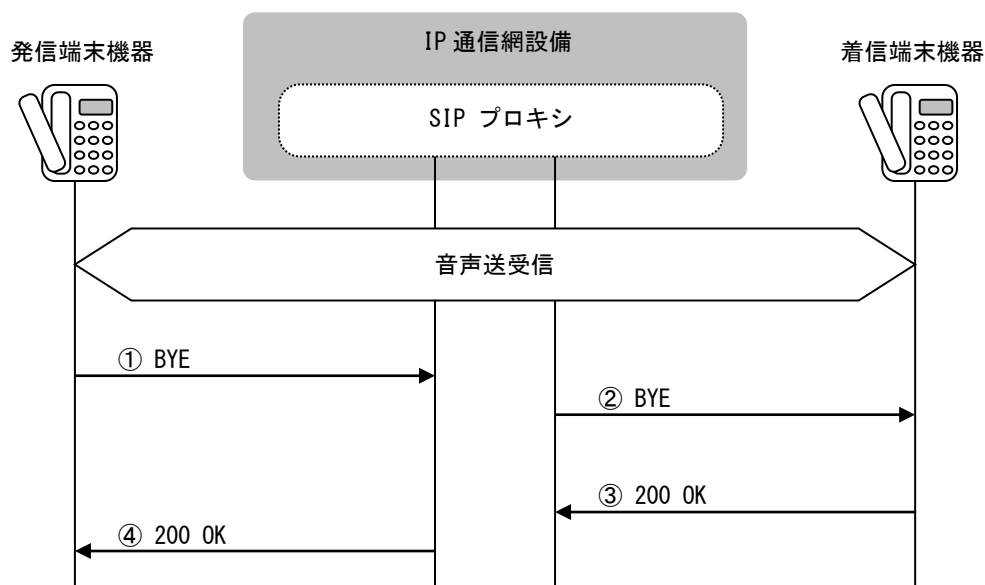 IP 通信網設備
発信端末機器
着信端末機器
SIP プロキシ
音声送受信
① BYE
② BYE
③ 200 OK
④ 200 OK